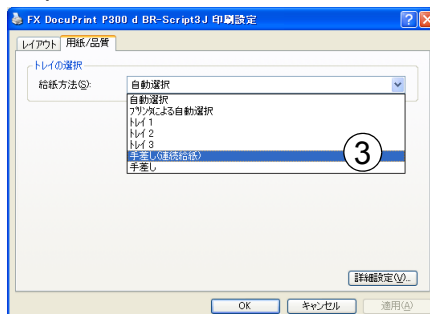 FX DocuPrint P300 d BR-Script3J 印刷設定
レイアウト 用紙/品質
トレイの選択
給紙方法(S): 自動選択
自動選択
プリンタによる自動選択
トレイ 1
トレイ 2
トレイ 3
手差し(連続給紙)
手差し
③
詳細設定(V)...
OK キャンセル 適用(A)